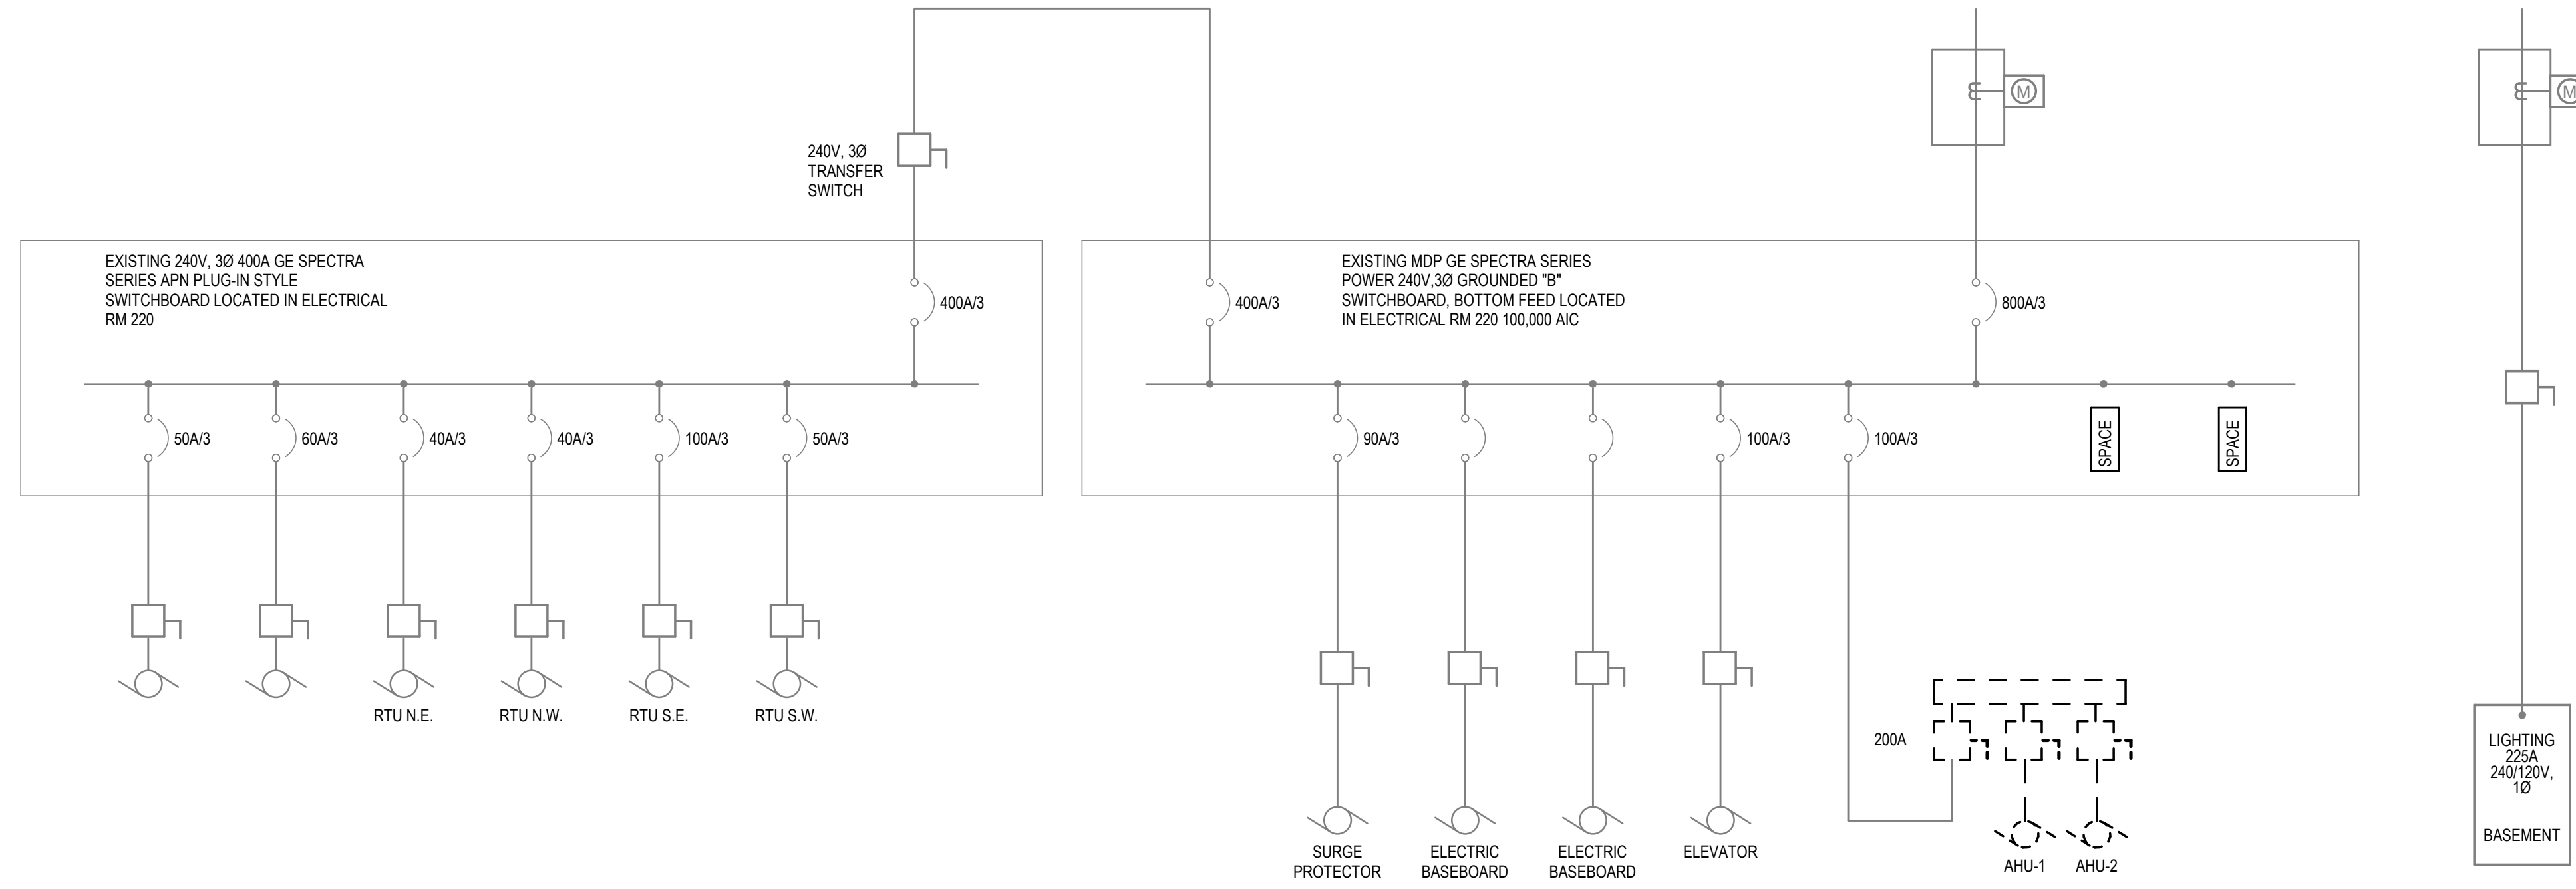 M
M
240V, 3Ø
TRANSFER
SWITCH
EXISTING 240V, 3Ø 400A GE SPECTRA
SERIES APN PLUG-IN STYLE
SWITCHBOARD LOCATED IN ELECTRICAL
RM 220
400A/3
400A/3
EXISTING MDP GE SPECTRA SERIES
POWER 240V,3Ø GROUNDED "B"
SWITCHBOARD, BOTTOM FEED LOCATED
IN ELECTRICAL RM 220 100,000 AIC
800A/3
50A/3
60A/3
40A/3
40A/3
100A/3
50A/3
90A/3
100A/3
100A/3
SPACE
SPACE
RTU N.E.
RTU N.W.
RTU S.E.
RTU S.W.
200A
SURGE
PROTECTOR
ELECTRIC
BASEBOARD
ELECTRIC
BASEBOARD
ELEVATOR
AHU-1
AHU-2
LIGHTING
225A
240/120V,
1Ø
BASEMENT